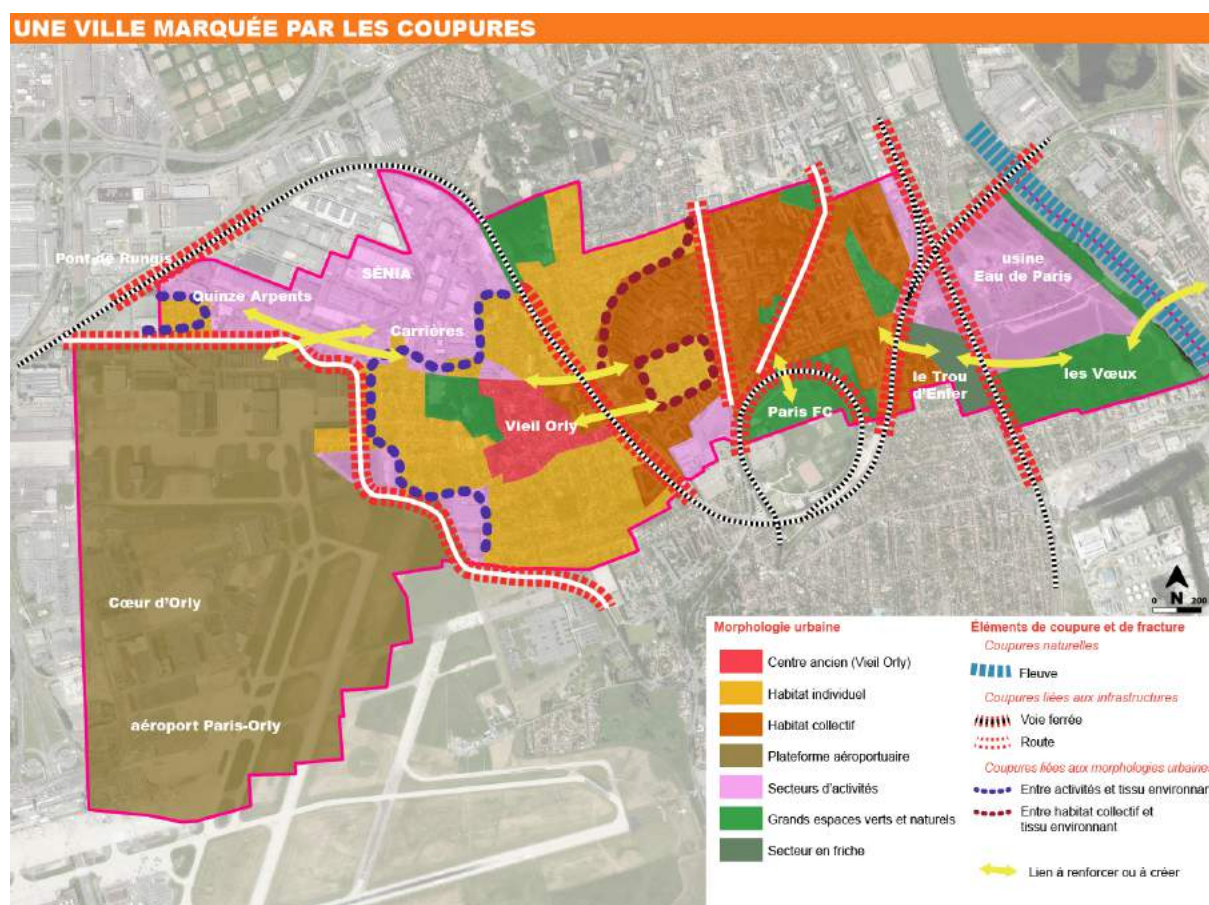 UNE VILLE MARQUÉE PAR LES COUPURES
Pont de Rungis
SÉNIA
Quinze Arpents
Carrières
usine
Eau de Paris
le Trou
d'Enfer
les Vœux
Paris FC
Vieil Orly
Cœur d'Orly
aéroport Paris-Orly
N
0 200
Morphologie urbaine
Centre ancien (Vieil Orly)
Habitat individuel
Habitat collectif
Plateforme aéroportuaire
Secteurs d'activités
Grands espaces verts et naturels
Secteur en friche
Éléments de coupure et de fracture
Coupures naturelles
Fleuve
Coupures liées aux infrastructures
Voie ferrée
Route
Coupures liées aux morphologies urbaines
Entre activités et tissu environnant
Entre habitat collectif et
tissu environnant
Lien à renforcer ou à créer